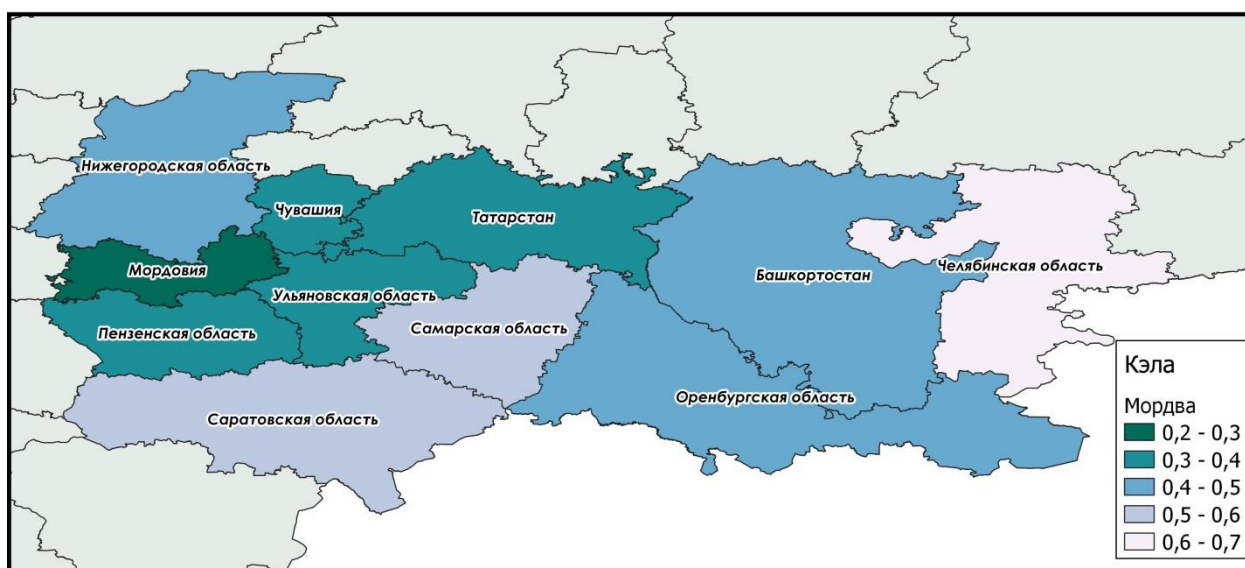 Нижегородская область
Чувашия
Татарстан
Мордовия
Башкортостан
Челябинская область
Ульяновская область
Пензенская область
Самарская область
Саратовская область
Оренбургская область
Кэла
Мордва
0,2 - 0,3
0,3 - 0,4
0,4 - 0,5
0,5 - 0,6
0,6 - 0,7